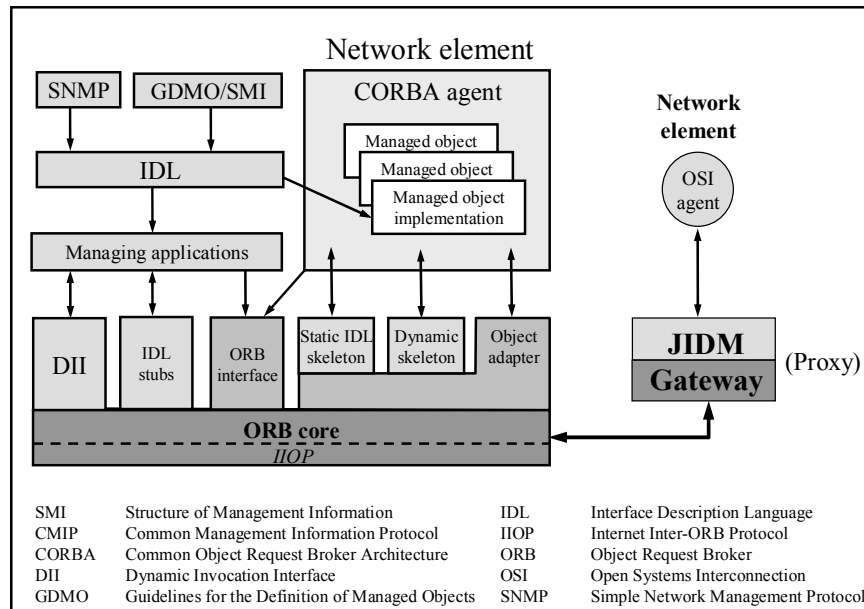 Network element
SNMP
GDMO/SMI
CORBA agent
Managed object
Managed object
Managed object
implementation
IDL
Managing applications
Network
element
OSI
agent
DII
IDL
stubs
ORB
interface
Static IDL
skeleton
Dynamic
skeleton
Object
adapter
JIDM
Gateway
(Proxy)
ORB core
IIOP
SMI Structure of Management Information
CMIP Common Management Information Protocol
CORBA Common Object Request Broker Architecture
DII Dynamic Invocation Interface
GDMO Guidelines for the Definition of Managed Objects
IDL Interface Description Language
IIOP Internet Inter-ORB Protocol
ORB Object Request Broker
OSI Open Systems Interconnection
SNMP Simple Network Management Protocol